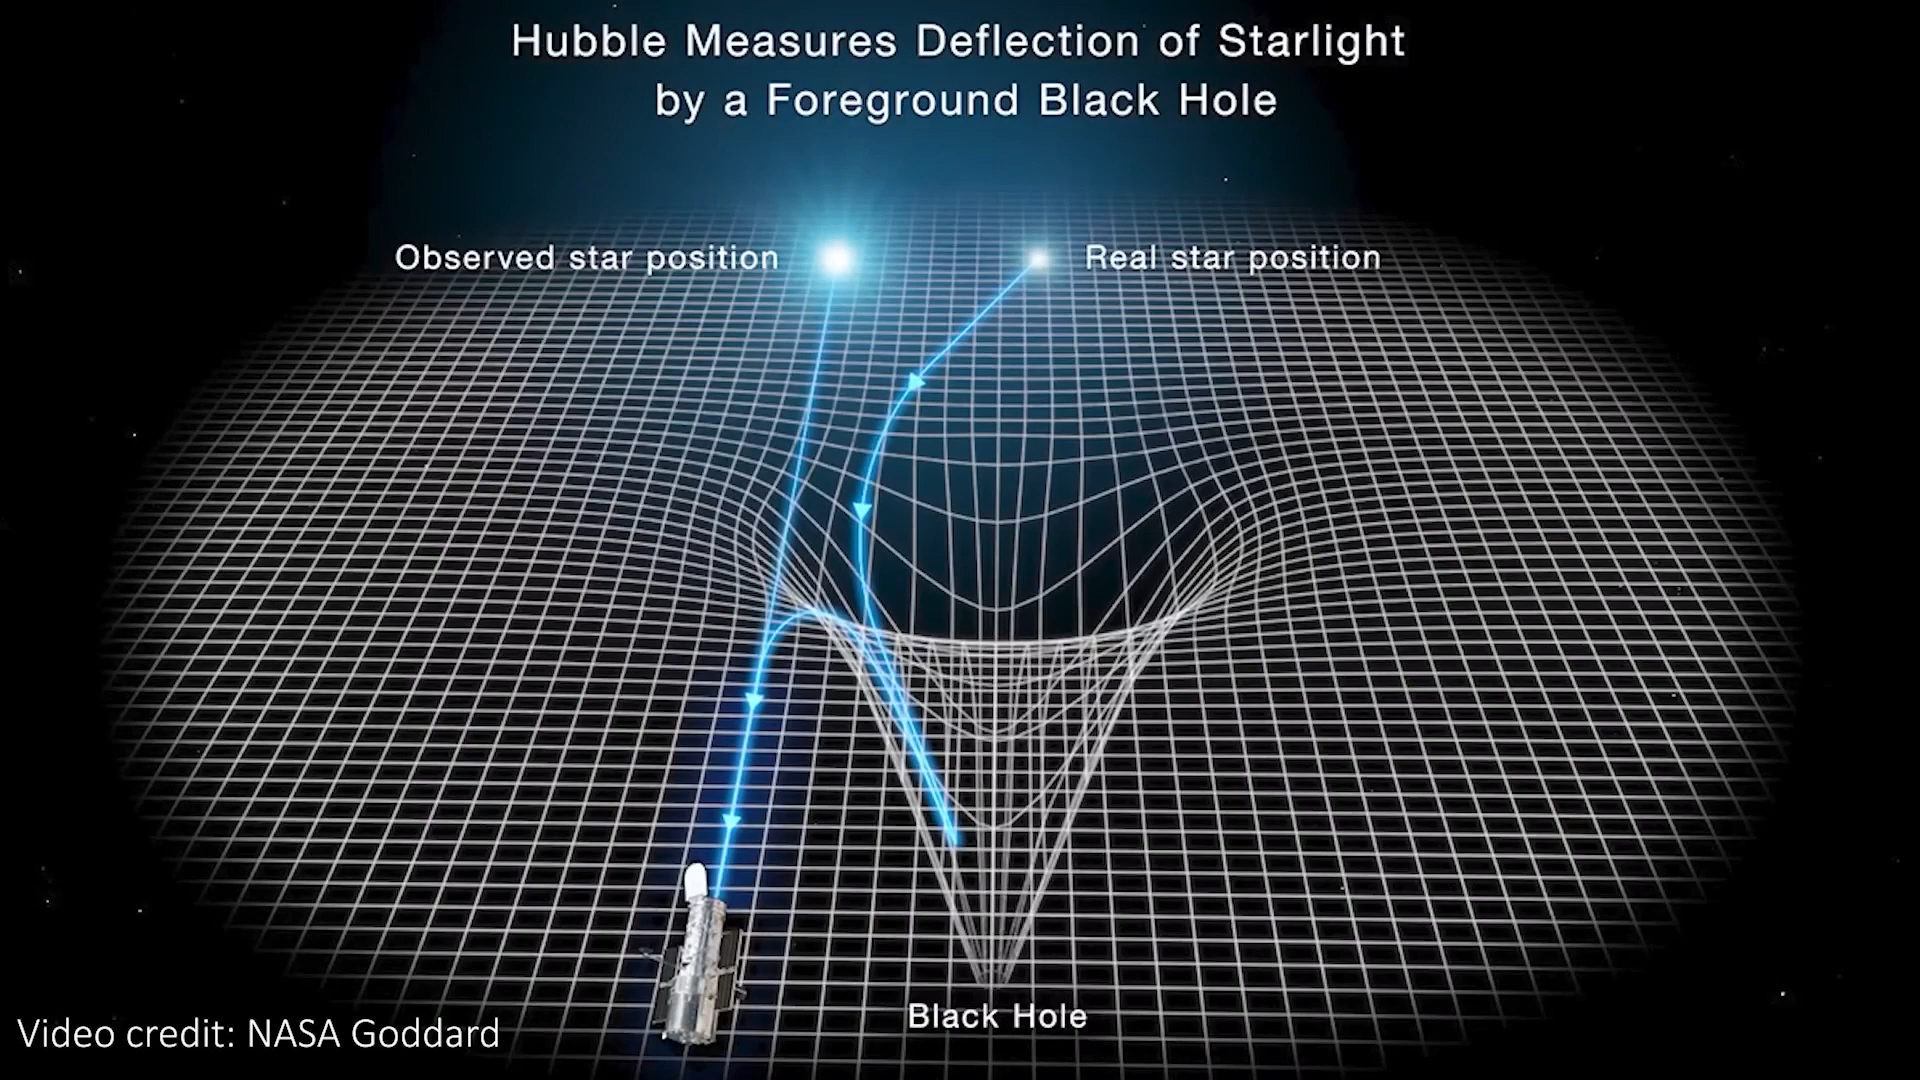 Hubble Measures Deflection of Starlight
by a Foreground Black Hole
Observed star position
Real star position
Black Hole
Video credit: NASA Goddard